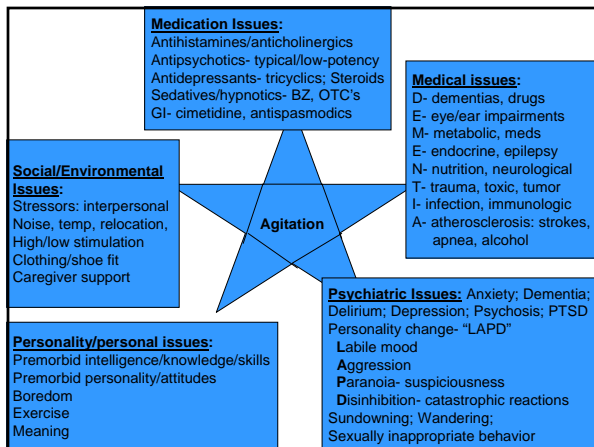 Medication Issues:
Antihistamines/anticholinergics
Antipsychotics- typical/low-potency
Antidepressants- tricyclics; Steroids
Sedatives/hypnotics- BZ, OTC's
GI- cimetidine, antispasmodics
Medical issues:
D- dementias, drugs
E- eye/ear impairments
M- metabolic, meds
E- endocrine, epilepsy
N- nutrition, neurological
T- trauma, toxic, tumor
I- infection, immunologic
A- atherosclerosis: strokes,
apnea, alcohol
Social/Environmental
Issues:
Stressors: interpersonal
Noise, temp, relocation,
High/low stimulation
Clothing/shoe fit
Caregiver support
Agitation
Psychiatric Issues: Anxiety; Dementia;
Delirium; Depression; Psychosis; PTSD
Personality change- “LAPD”
Labile mood
Aggression
Paranoia- suspiciousness
Disinhibition- catastrophic reactions
Sundowning; Wandering;
Sexually inappropriate behavior
Personality/personal issues:
Premorbid intelligence/knowledge/skills
Premorbid personality/attitudes
Boredom
Exercise
Meaning